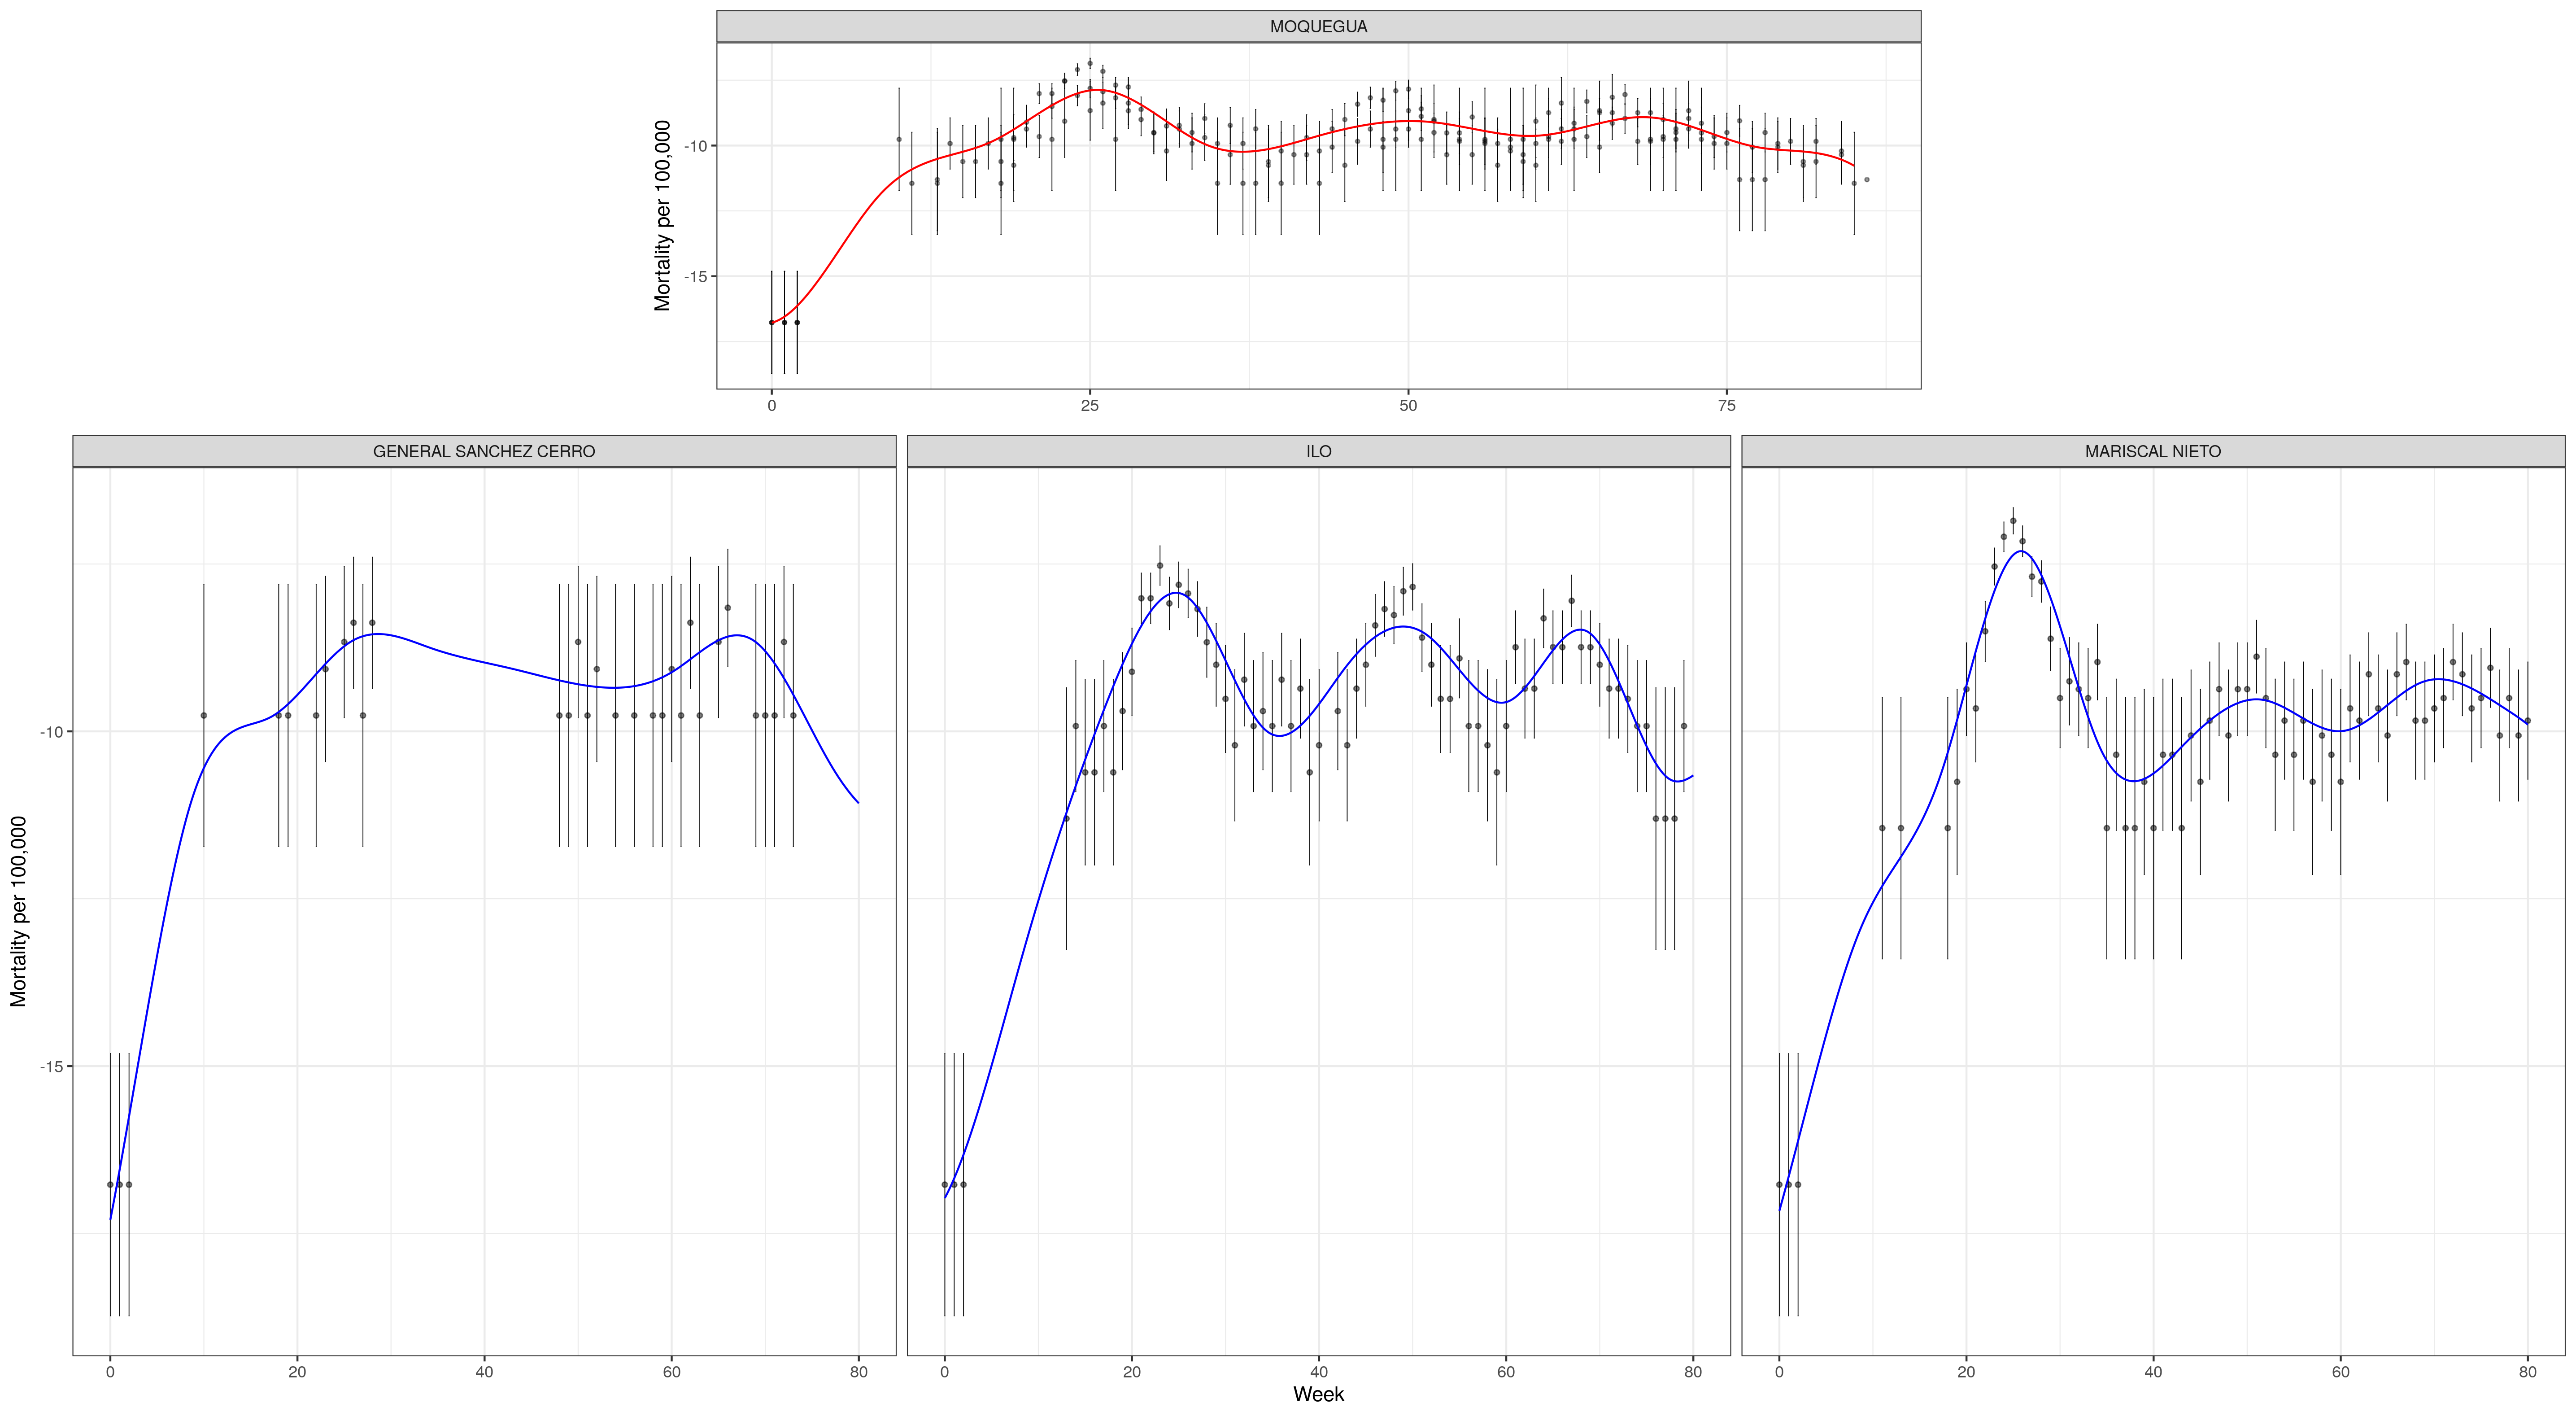 MOQUEGUA
Mortality per 100,000
-10
-15
0 25 50 75
GENERAL SANCHEZ CERRO ILO MARISCAL NIETO
Mortality per 100,000
-10
-15
0 20 40 60 80 0 20 40 60 80 0 20 40 60 80
Week